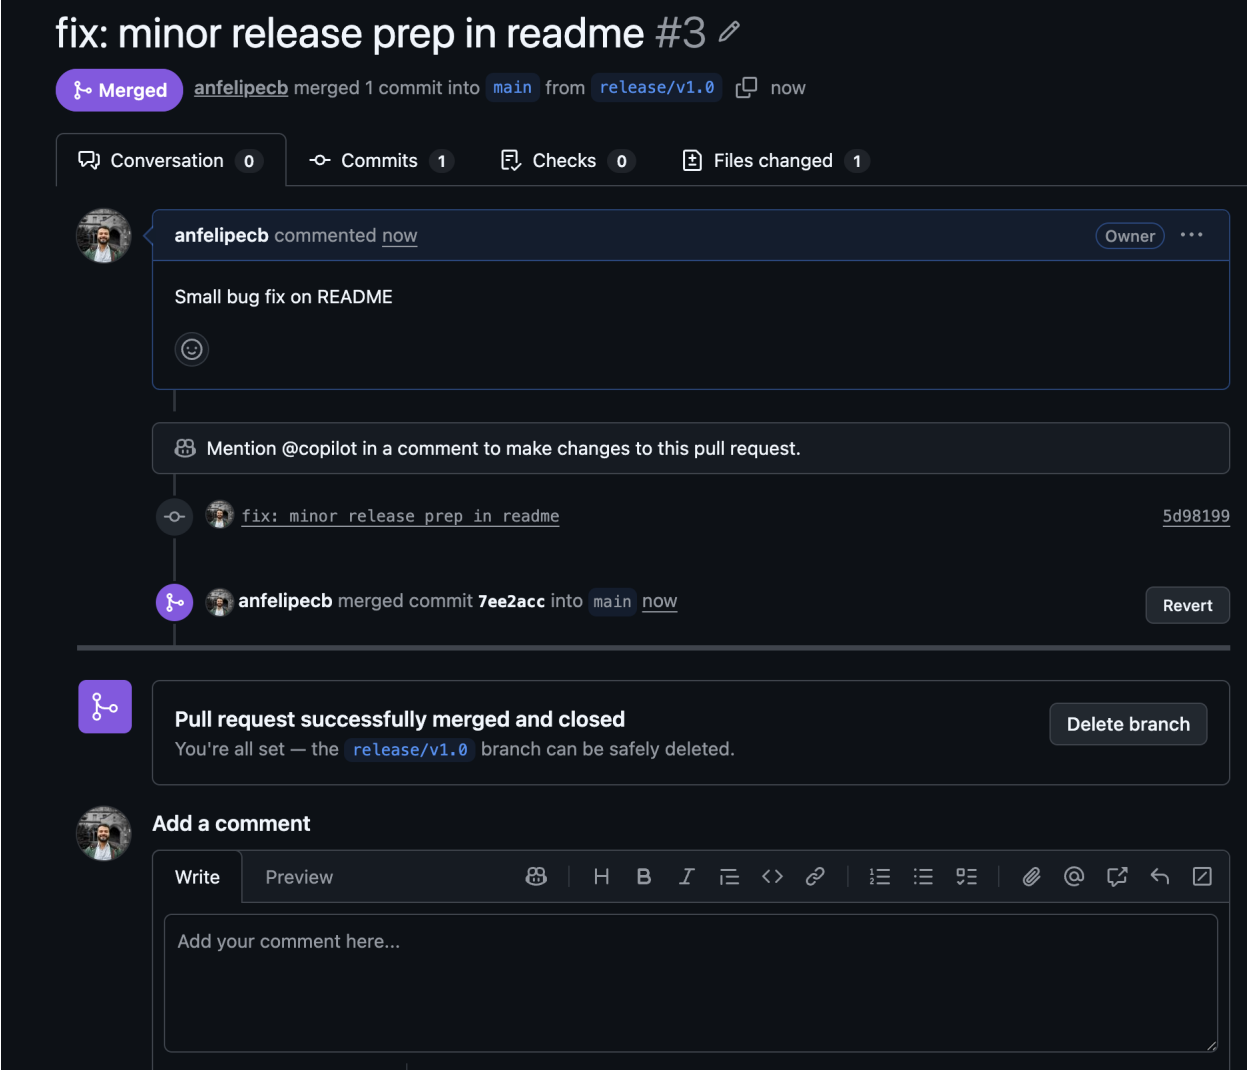 fix: minor release prep in readme #3
Merged anfelipecb merged 1 commit into main from release/v1.0 now
Conversation 0 Commits 1 Checks 0 Files changed 1
anfelipecb commented now Owner
Small bug fix on README
Mention @copilot in a comment to make changes to this pull request.
fix: minor release prep in readme 5d98199
anfelipecb merged commit 7ee2acc into main now Revert
Pull request successfully merged and closed
You're all set — the release/v1.0 branch can be safely deleted.
Delete branch
Add a comment
Write Preview
Add your comment here...